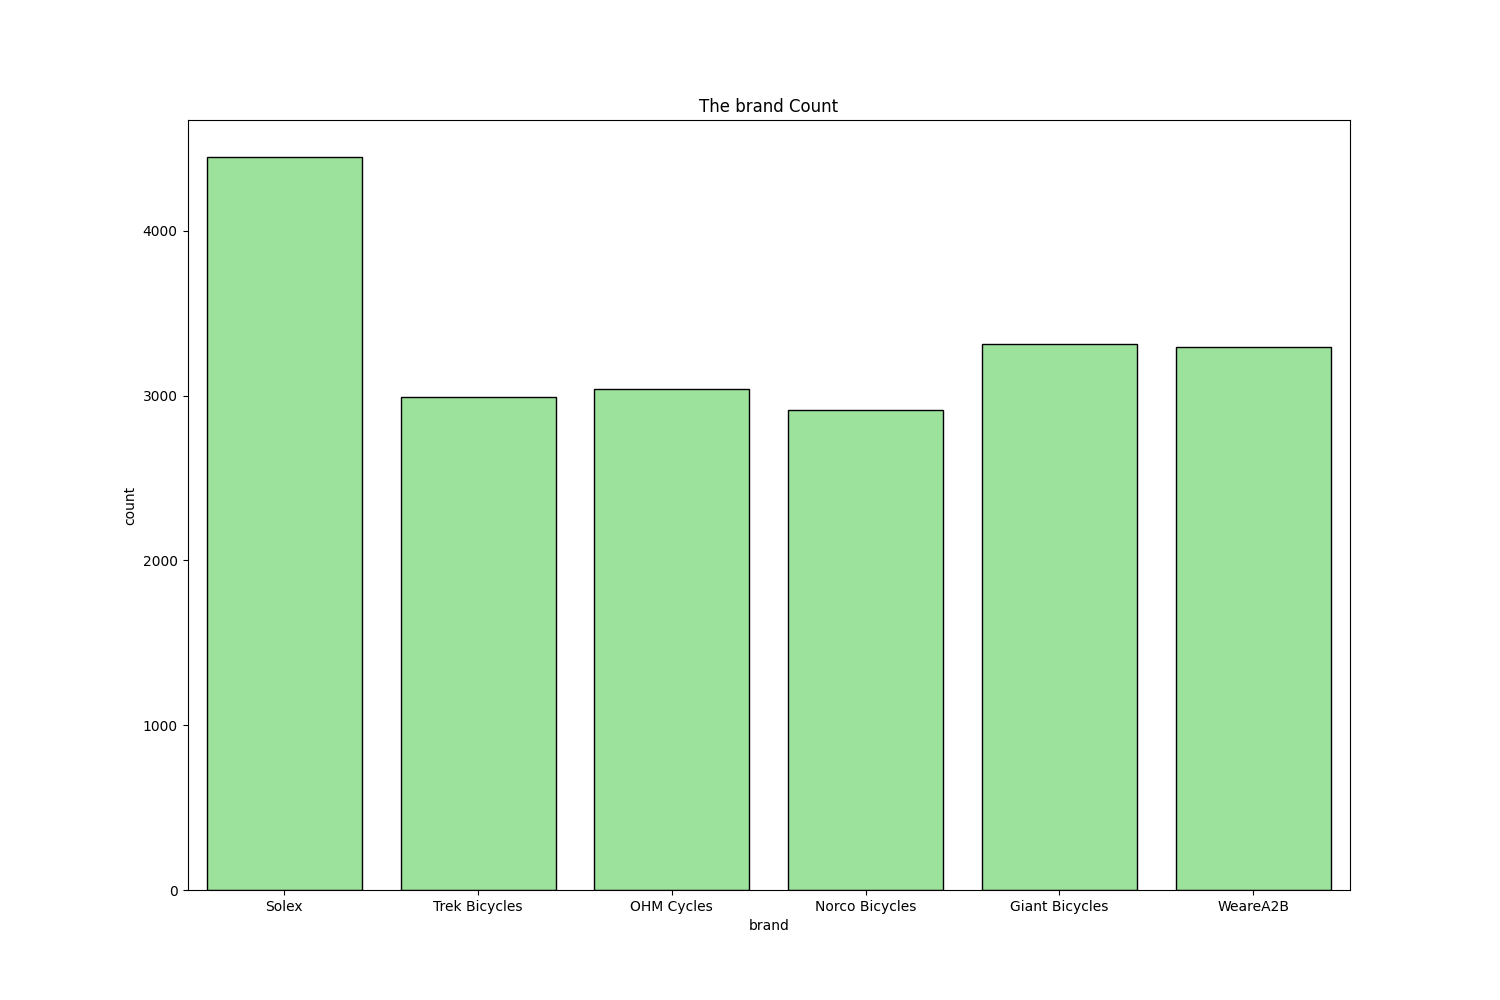 The brand Count
4000
3000
2000
1000
0
count
Solex Trek Bicycles OHM Cycles Norco Bicycles Giant Bicycles WeareA2B
brand